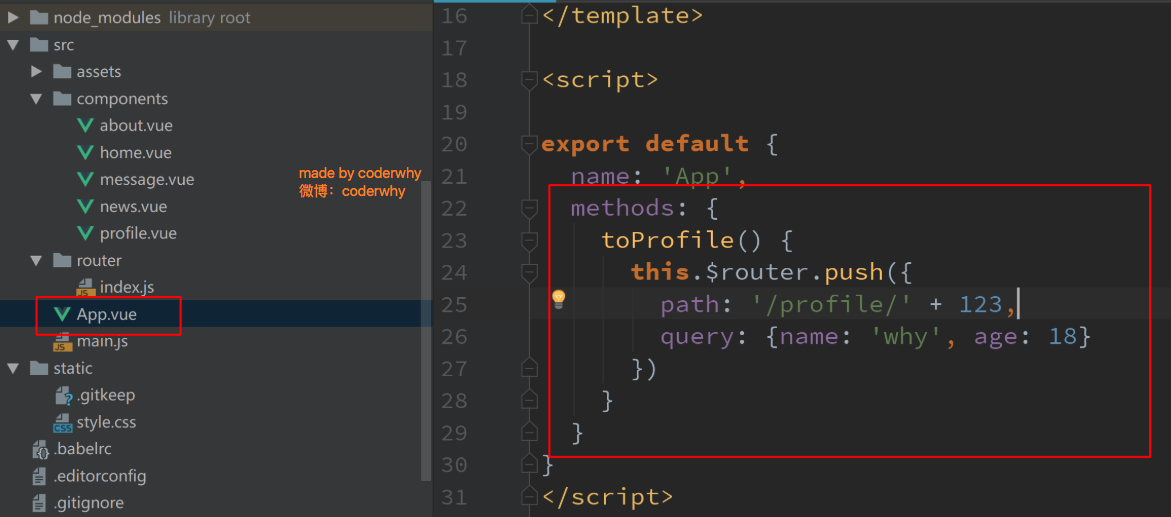 node_modules library root
src
assets
components
about.vue
home.vue
message.vue
news.vue
profile.vue
router
index.js
App.vue
main.js
static
.gitkeep
style.css
.babelrc
.editorconfig
.gitignore
made by coderwhy
微博：coderwhy
16 </template>
17
18 <script>
19
20 export default {
21 name: 'App',
22 methods: {
23 toProfile() {
24 this.$router.push({
25 path: '/profile/' + 123,
26 query: {name: 'why', age: 18}
27 })
28 }
29 }
30 }
31 </script>